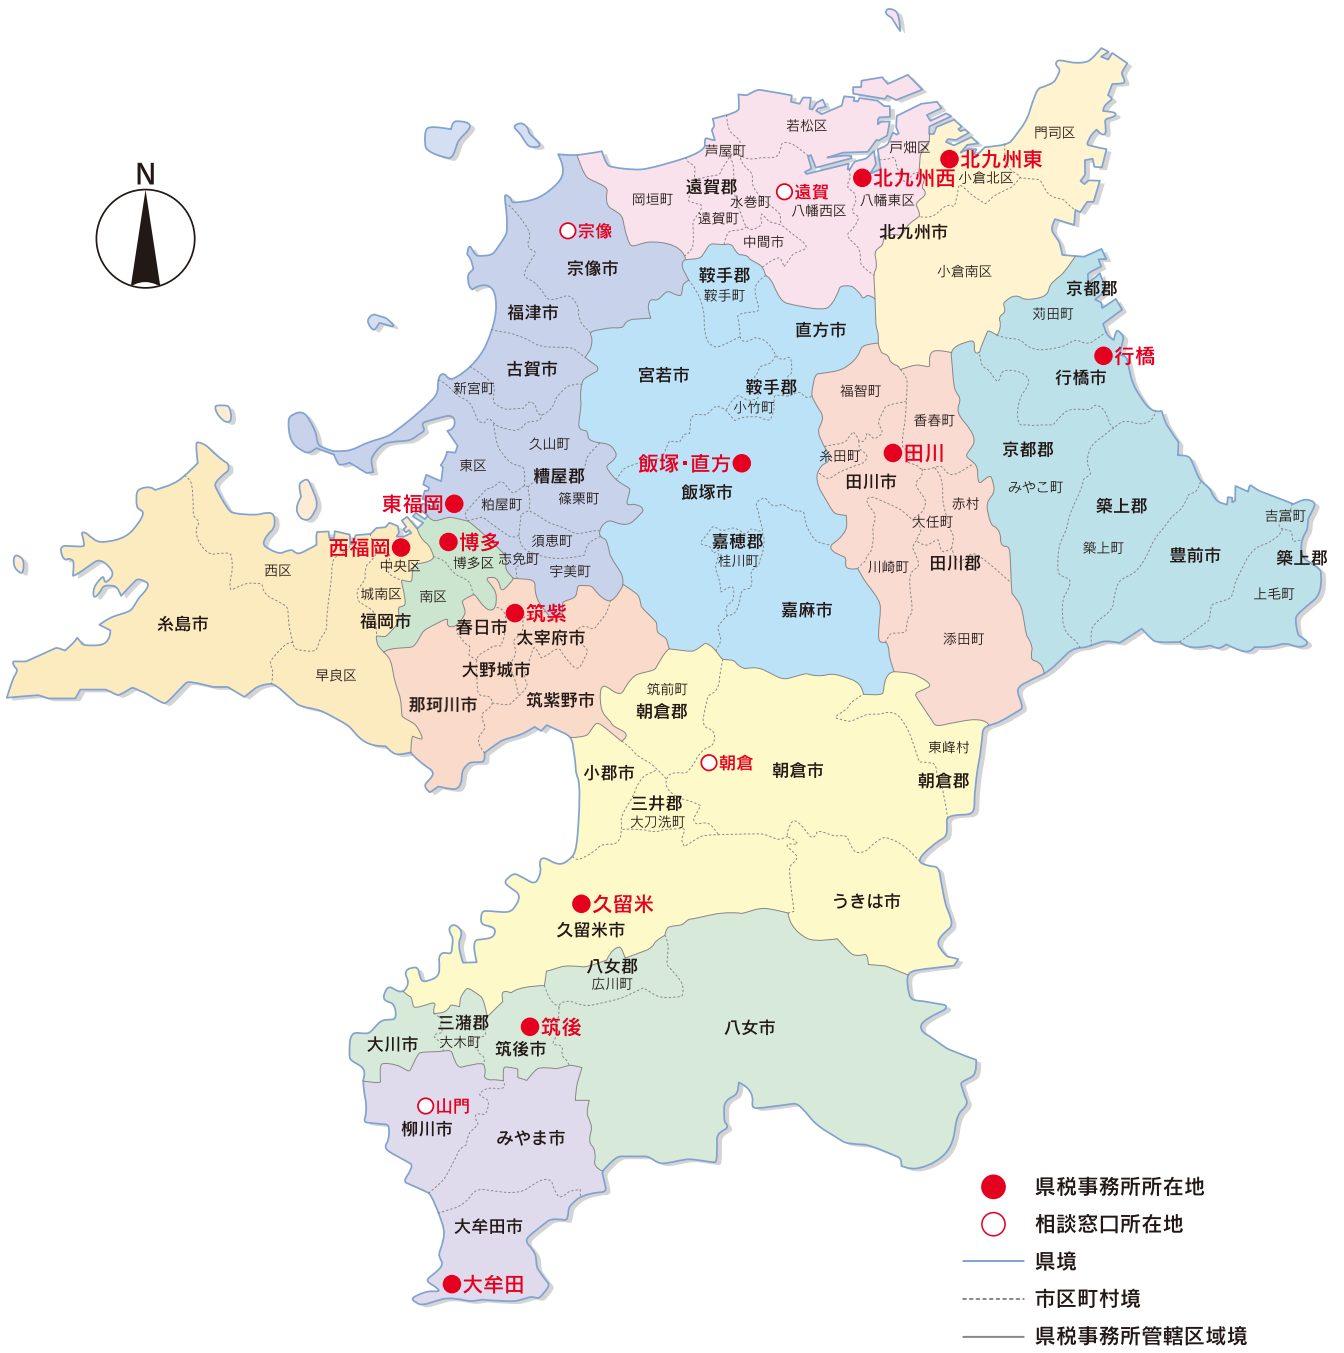 N
門司区
若松区
戸畑区
芦屋町
北九州東
小倉北区
北九州西
遠賀郡
遠賀
岡垣町
水巻町
八幡西区
八幡東区
遠賀町
北九州市
中間市
宗像
宗像市
小倉南区
鞍手郡
鞍手町
京都郡
苅田町
福津市
直方市
行橋
行橋市
古賀市
宮若市
新宮町
鞍手郡
小竹町
福智町
香春町
久山町
京都郡
田川
糸田町
東区
糟屋郡
飯塚・直方
飯塚市
田川市
みやこ町
篠栗町
粕屋町
東福岡
赤村
築上郡
吉富町
大任町
須恵町
博多
西福岡
嘉穂郡
桂川町
築上町
豊前市
築上郡
志免町
博多区
中央区
宇美町
川崎町
田川郡
西区
城南区
南区
上毛町
筑紫
嘉麻市
糸島市
福岡市
春日市
太宰府市
添田町
大野城市
早良区
筑前町
朝倉郡
那珂川市
筑紫野市
東峰村
朝倉郡
朝倉
朝倉市
小郡市
三井郡
大刀洗町
うきは市
久留米
久留米市
八女郡
広川町
三潴郡
大木町
筑後
筑後市
八女市
大川市
山門
柳川市
みやま市
大牟田市
大牟田
県税事務所所在地
相談窓口所在地
県境
市区町村境
県税事務所管轄区域境